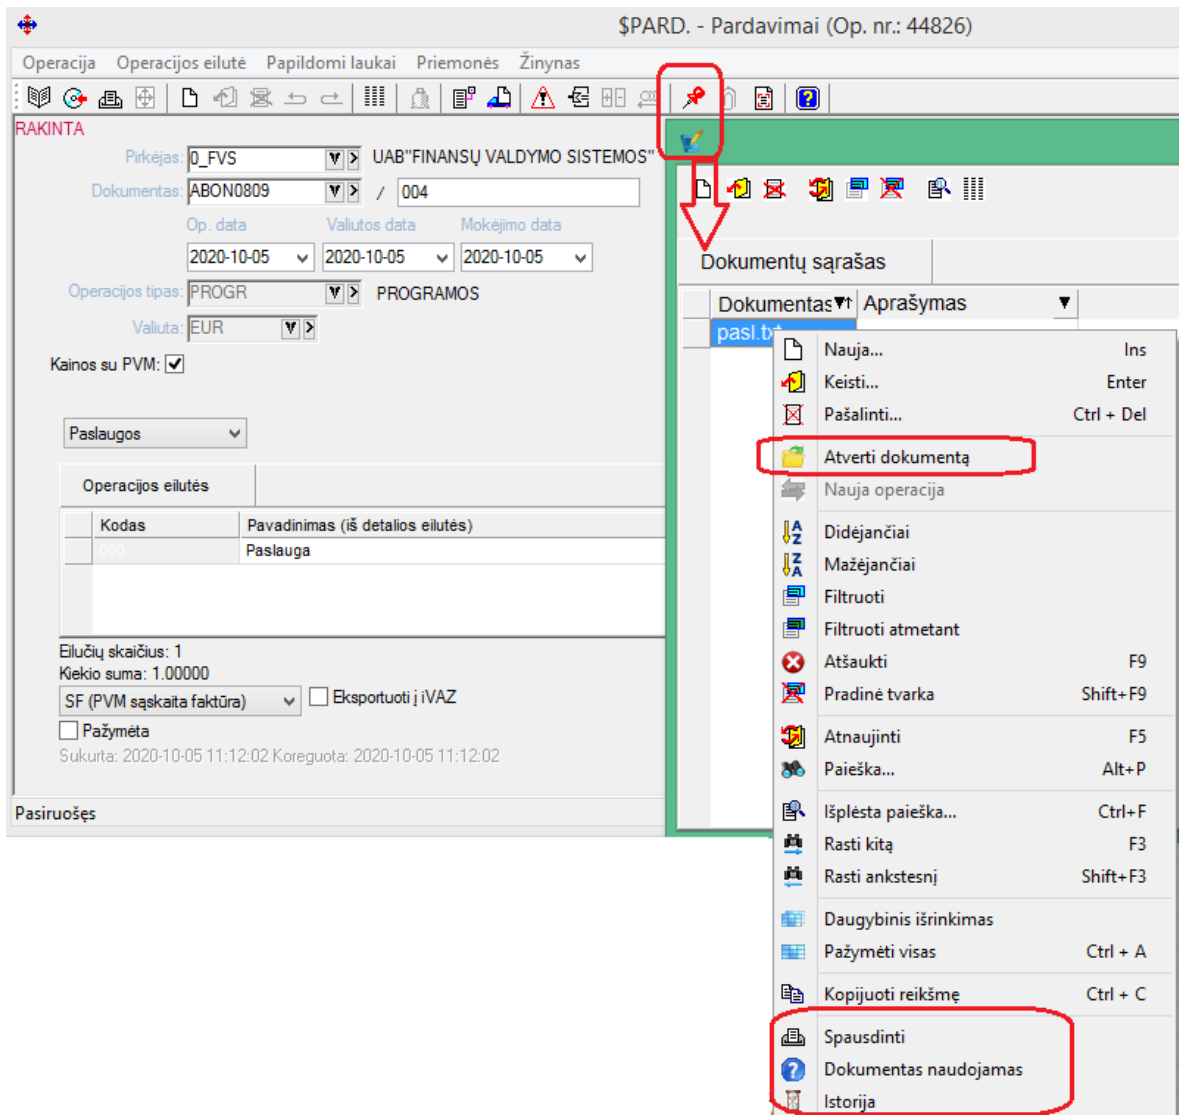 $PARD. - Pardavimai (Op. nr.: 44826)
Operacija Operacijos eilutė Papildomi laukai Priemonės Žinynas
RAKINTA
Pirkėjas: 0_FVS UAB"FINANSŲ VALDYMO SISTEMOS"
Dokumentas: ABON0809 / 004
Op. data Valiutos data Mokėjimo data
2020-10-05 2020-10-05 2020-10-05
Operacijos tipas: PROGR PROGRAMOS
Valiuta: EUR
Kainos su PVM:
Paslaugos
Operacijos eilutės
Kodas Pavadinimas (iš detalios eilutės)
000 Paslauga
Eilučių skaičius: 1
Kiekio suma: 1.00000
SF (PVM sąskaita faktūra) Eksportuoti į iVAZ
Pažymėta
Sukurta: 2020-10-05 11:12:02 Koreguota: 2020-10-05 11:12:02
Pasiruošęs
Dokumentų sąrašas
Dokumentas Aprašymas
pasl.txt
Nauja... Ins
Keisti... Enter
Pašalinti... Ctrl + Del
Atverti dokumentą
Nauja operacija
Didėjančiai
Mažėjančiai
Filtruoti
Filtruoti atmetant
Atšaukti F9
Pradinė tvarka Shift+F9
Atnaujinti F5
Paieška... Alt+P
Išplėsta paieška... Ctrl+F
Rasti kitą F3
Rasti ankstesnį Shift+F3
Daugybinis išrinkimas
Pažymėti visas Ctrl + A
Kopijuoti reikšmę Ctrl + C
Spausdinti
Dokumentas naudojamas
Istorija